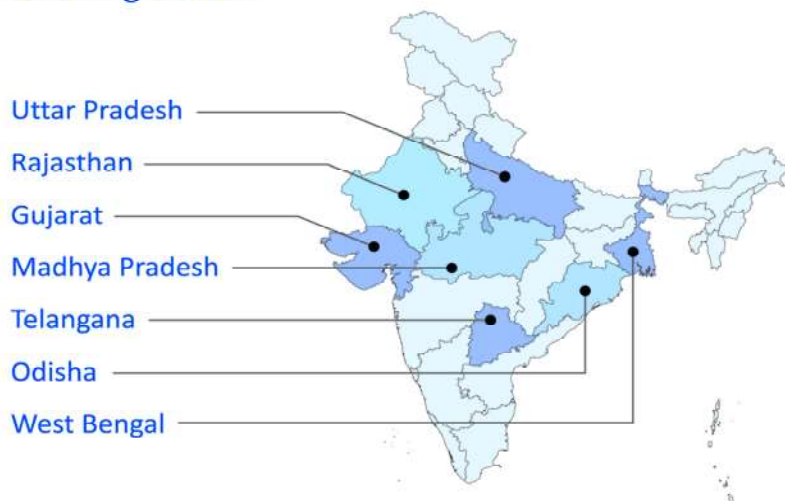 Uttar Pradesh
Rajasthan
Gujarat
Madhya Pradesh
Telangana
Odisha
West Bengal